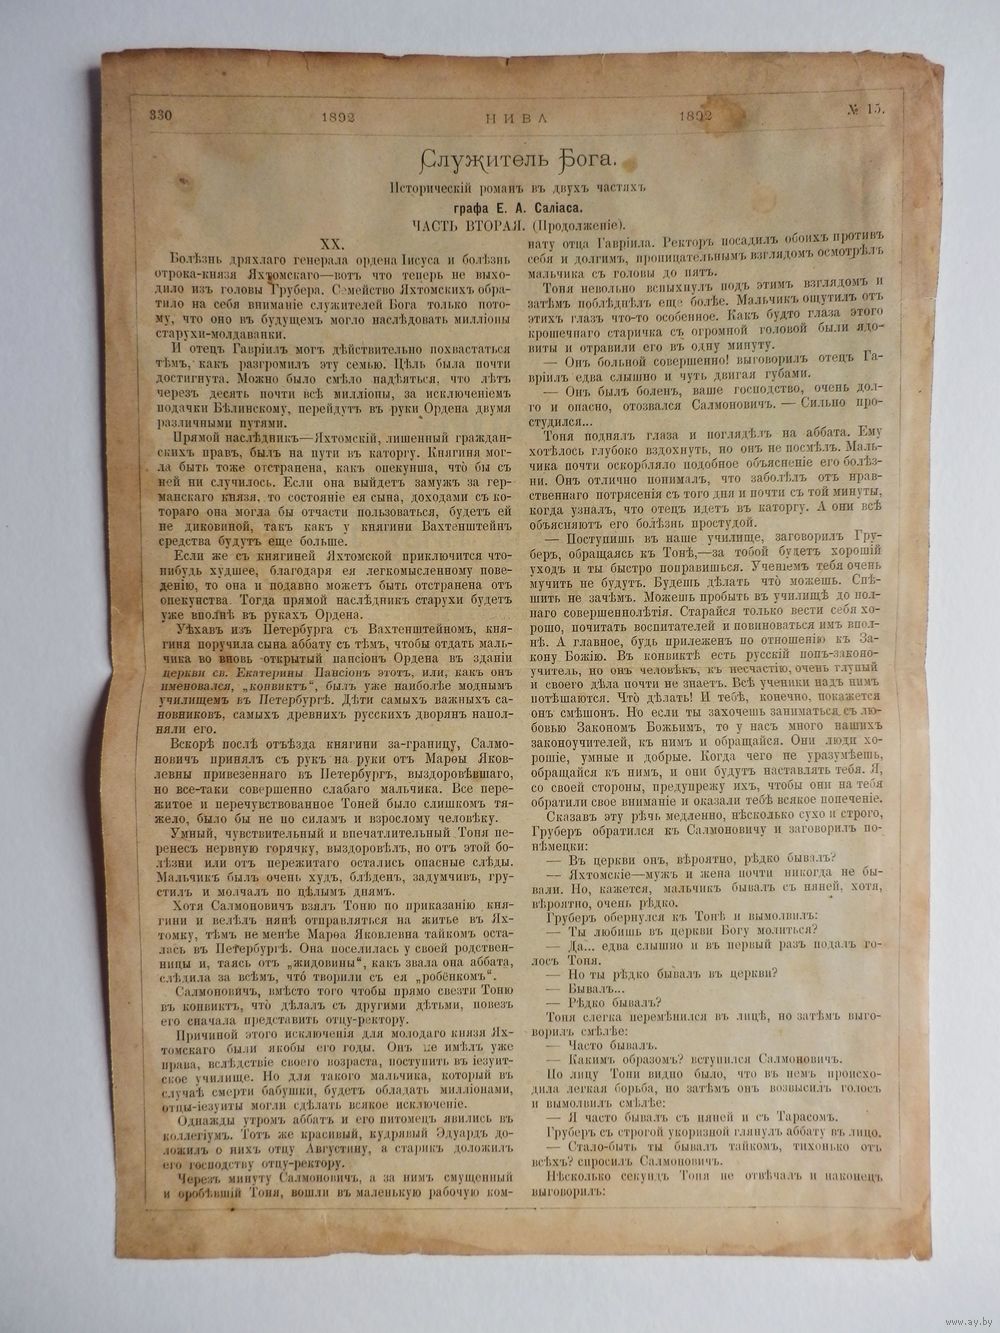 330
1892
НИВА
1892
№ 15.
Служитель Бога.
Историческій романъ въ двухъ частяхъ
графа Е. А. Саліаса.
ЧАСТЬ ВТОРАЯ. (Продолженіе).
XX.
Болѣзнь дряхлаго генерала ордена Іисуса и болѣзнь
отрока-князя Яхтомскаго—вотъ что теперь не выхо-
дило изъ головы Грубера. Семейство Яхтомскихъ обра-
тило на себя вниманіе служителей Бога только пото-
му, что оно въ будущемъ могло наслѣдовать милліоны
старухи-молдаванки.
И отецъ Гавріилъ могъ дѣйствительно похвастаться
тѣмъ, какъ разгромилъ эту семью. Цѣль была почти
достигнута. Можно было смѣло надѣяться, что лѣтъ
черезъ десять почти всѣ милліоны, за исключеніемъ
подачки Бѣлинскому, перейдутъ въ руки Ордена двумя
различными путями.
Прямой наслѣдникъ—Яхтомскій, лишенный граждан-
скихъ правъ, былъ на пути въ каторгу. Княгиня мог-
ла быть тоже отстранена, какъ опекунша, что̀ бы съ
ней ни случилось. Если она выйдетъ замужъ за гер-
манскаго князя, то состояніе ея сына, доходами съ ко-
тораго она могла бы отчасти пользоваться, будетъ ей
не диковиной, такъ какъ у княгини Вахтенштейнъ
средства будутъ еще больше.
Если же съ княгиней Яхтомской приключится что-
нибудь худшее, благодаря ея легкомысленному пове-
денію, то она и подавно можетъ быть отстранена отъ
опекунства. Тогда прямой наслѣдникъ старухи будетъ
уже вполнѣ въ рукахъ Ордена.
Уѣхавъ изъ Петербурга съ Вахтенштейномъ, кня-
гиня поручила сына аббату съ тѣмъ, чтобы отдать маль-
чика во вновь открытый пансіонъ Ордена въ зданіи
церкви св. Екатерины Пансіонъ этотъ, или, какъ онъ
именовался, „конвиктъ“, былъ уже наиболѣе моднымъ
училищемъ въ Петербургѣ. Дѣти самыхъ важныхъ са-
новниковъ, самыхъ древнихъ русскихъ дворянъ напол-
няли его.
Вскорѣ послѣ отъѣзда княгини за-границу, Салмо-
новичъ принялъ съ рукъ на руки отъ Марѳы Яков-
левны привезеннаго въ Петербургъ, выздоровѣвшаго,
но все-таки совершенно слабаго мальчика. Все пере-
житое и перечувствованное Тоней было слишкомъ тя-
жело, было бы не по силамъ и взрослому человѣку.
Умный, чувствительный и впечатлительный Тоня пе-
ренесъ нервную горячку, выздоровѣлъ, но отъ этой бо-
лѣзни или отъ пережитаго остались опасные слѣды.
Мальчикъ былъ очень худъ, блѣденъ, задумчивъ, гру-
стилъ и молчалъ по цѣлымъ днямъ.
Хотя Салмоновичъ взялъ Тоню по приказанію кня-
гини и велѣлъ нянѣ отправляться на житье въ Ях-
томку, тѣмъ не менѣе Марѳа Яковлевна тайкомъ оста-
лась въ Петербургѣ. Она поселилась у своей родствен-
ницы и, таясь отъ „жидовины“, какъ звала она аббата,
слѣдила за всѣмъ, что̀ творили съ ея „робёнкомъ“.
Салмоновичъ, вмѣсто того чтобы прямо свезти Тоню
въ конвиктъ, что̀ дѣлалъ съ другими дѣтьми, повезъ
его сначала представить отцу-ректору.
Причиной этого исключенія для молодаго князя Ях-
томскаго были якобы его годы. Онъ не имѣлъ уже
права, вслѣдствіе своего возраста, поступить въ іезуит-
ское училище. Но для такого мальчика, который въ
случаѣ смерти бабушки, будетъ обладать милліонами,
отцы-іезуиты могли сдѣлать всякое исключеніе.
Однажды утромъ аббатъ и его питомецъ явились въ
коллегіумъ. Тотъ же красивый, кудрявый Эдуардъ до-
ложилъ о нихъ отцу Августину, а старикъ доложилъ
его господству отцу-ректору.
Черезъ минуту Салмоновичъ, а за нимъ смущенный
и оробѣвшій Тоня, вошли въ маленькую рабочую ком-
нату отца Гавріила. Ректоръ посадилъ обоихъ противъ
себя и долгимъ, проницательнымъ взглядомъ осмотрѣлъ
мальчика съ головы до пятъ.
Тоня невольно вспыхнулъ подъ этимъ взглядомъ и
затѣмъ поблѣднѣлъ еще болѣе. Мальчикъ ощутилъ отъ
этихъ глазъ что-то особенное. Какъ будто глаза этого
крошечнаго старичка съ огромной головой были ядо-
виты и отравили его въ одну минуту.
— Онъ больной совершенно! выговорилъ отецъ Га-
вріилъ едва слышно и чуть двигая губами.
— Онъ былъ боленъ, ваше господство, очень дол-
го и опасно, отозвался Салмоновичъ. — Сильно про-
студился...
Тоня поднялъ глаза и поглядѣлъ на аббата. Ему
хотѣлось глубоко вздохнуть, но онъ не посмѣлъ. Маль-
чика почти оскорбляло подобное объясненіе его болѣз-
ни. Онъ отлично понималъ, что заболѣлъ отъ нрав-
ственнаго потрясенія съ того дня и почти съ той минуты,
когда узналъ, что отецъ идетъ въ каторгу. А они всѣ
объясняютъ его болѣзнь простудой.
— Поступишь въ наше училище, заговорилъ Гру-
беръ, обращаясь къ Тонѣ,—за тобой будетъ хорошій
уходъ и ты быстро поправишься. Ученіемъ тебя очень
мучить не будутъ. Будешь дѣлать что̀ можешь. Спѣ-
шить не зачѣмъ. Можешь пробыть въ училищѣ до пол-
наго совершеннолѣтія. Старайся только вести себя хо-
рошо, почитать воспитателей и повиноваться имъ впол-
нѣ. А главное, будь прилеженъ по отношенію къ За-
кону Божію. Въ конвиктѣ есть русскій попъ-законо-
учитель, но онъ человѣкъ, къ несчастію, очень глупый
и своего дѣла почти не знаетъ. Всѣ ученики надъ нимъ
потѣшаются. Что̀ дѣлать! И тебѣ, конечно, покажется
онъ смѣшонъ. Но если ты захочешь заниматься съ лю-
бовью Закономъ Божьимъ, то у насъ много нашихъ
законоучителей, къ нимъ и обращайся. Они люди хо-
рошіе, умные и добрые. Когда чего не уразумѣешь,
обращайся къ нимъ, и они будутъ наставлять тебя. Я,
со своей стороны, предупрежу ихъ, чтобы они на тебя
обратили свое вниманіе и оказали тебѣ всякое попеченіе.
Сказавъ эту рѣчь медленно, нѣсколько сухо и строго,
Груберъ обратился къ Салмоновичу и заговорилъ по-
нѣмецки:
— Въ церкви онъ, вѣроятно, рѣдко бывалъ?
— Яхтомскіе—мужъ и жена почти никогда не бы-
вали. Но, кажется, мальчикъ бывалъ съ няней, хотя,
вѣроятно, очень рѣдко.
Груберъ обернулся къ Тонѣ и вымолвилъ:
— Ты любишь въ церкви Богу молиться?
— Да... едва слышно и въ первый разъ подалъ го-
лосъ Тоня.
— Но ты рѣдко бывалъ въ церкви?
— Бывалъ...
— Рѣдко бывалъ?
Тоня слегка перемѣнился въ лицѣ, но затѣмъ выго-
ворилъ смѣлѣе:
— Часто бывалъ.
— Какимъ образомъ? вступился Салмоновичъ.
По лицу Тони видно было, что въ немъ происхо-
дила легкая борьба, но затѣмъ онъ возвысилъ голосъ
и вымолвилъ смѣлѣе:
— Я часто бывалъ съ няней и съ Тарасомъ.
Груберъ съ строгой укоризной глянулъ аббату въ лицо.
— Стало-быть ты бывалъ тайкомъ, тихонько отъ
всѣхъ? спросилъ Салмоновичъ.
Нѣсколько секундъ Тоня не отвѣчалъ и наконецъ
выговорилъ:
www.ay.by